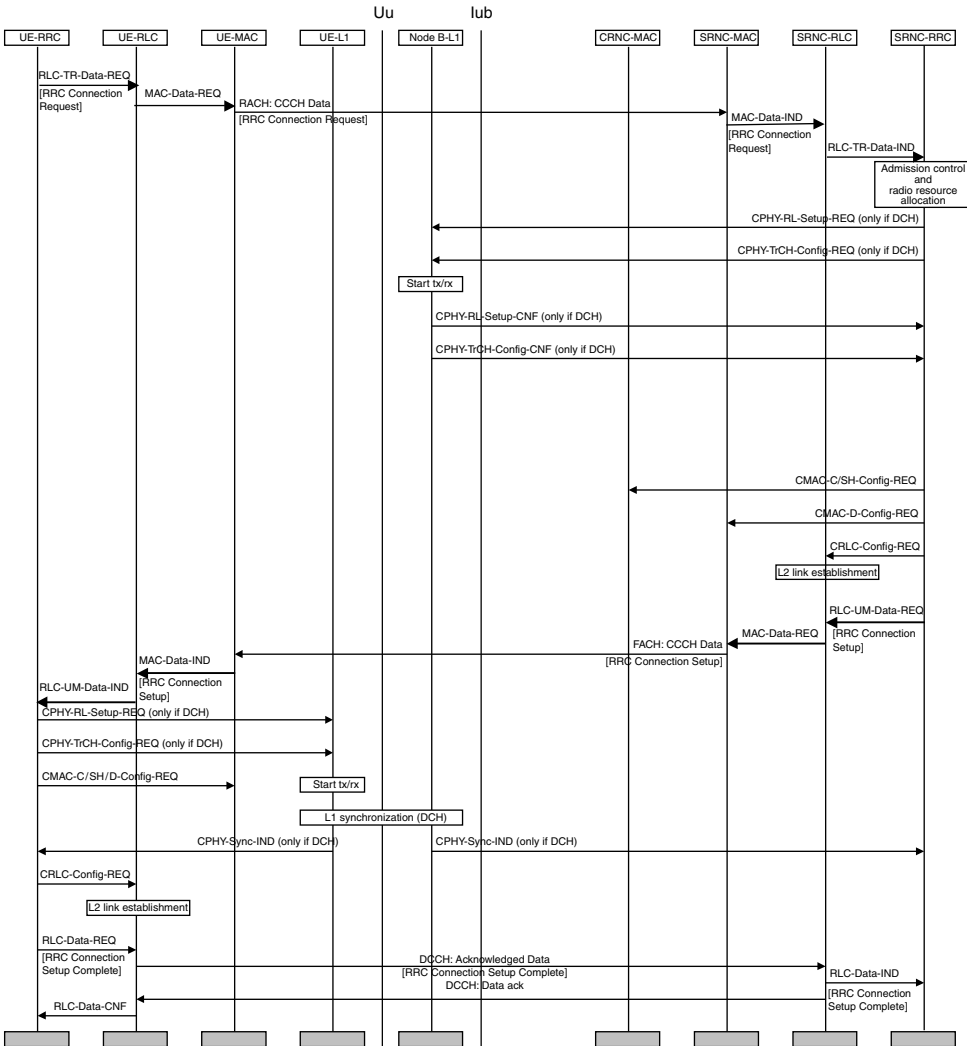 Uu
Iub
UE-RRC
UE-RLC
UE-MAC
UE-L1
Node B-L1
CRNC-MAC
SRNC-MAC
SRNC-RLC
SRNC-RRC
RLC-TR-Data-REQ
[RRC Connection
Request]
MAC-Data-REQ
RACH: CCCH Data
[RRC Connection Request]
MAC-Data-IND
[RRC Connection
Request]
RLC-TR-Data-IND
Admission control
and
radio resource
allocation
CPHY-RL-Setup-REQ (only if DCH)
CPHY-TrCH-Config-REQ (only if DCH)
Start tx/rx
CPHY-RL-Setup-CNF (only if DCH)
CPHY-TrCH-Config-CNF (only if DCH)
CMAC-C/SH-Config-REQ
CMAC-D-Config-REQ
CRLC-Config-REQ
L2 link establishment
RLC-UM-Data-REQ
[RRC Connection
Setup]
MAC-Data-REQ
FACH: CCCH Data
[RRC Connection Setup]
MAC-Data-IND
[RRC Connection
Setup]
RLC-UM-Data-IND
CPHY-RL-Setup-REQ (only if DCH)
CPHY-TrCH-Config-REQ (only if DCH)
CMAC-C/SH/D-Config-REQ
Start tx/rx
L1 synchronization (DCH)
CPHY-Sync-IND (only if DCH)
CPHY-Sync-IND (only if DCH)
CRLC-Config-REQ
L2 link establishment
RLC-Data-REQ
[RRC Connection
Setup Complete]
DCCH: Acknowledged Data
[RRC Connection Setup Complete]
DCCH: Data ack
RLC-Data-IND
[RRC Connection
Setup Complete]
RLC-Data-CNF